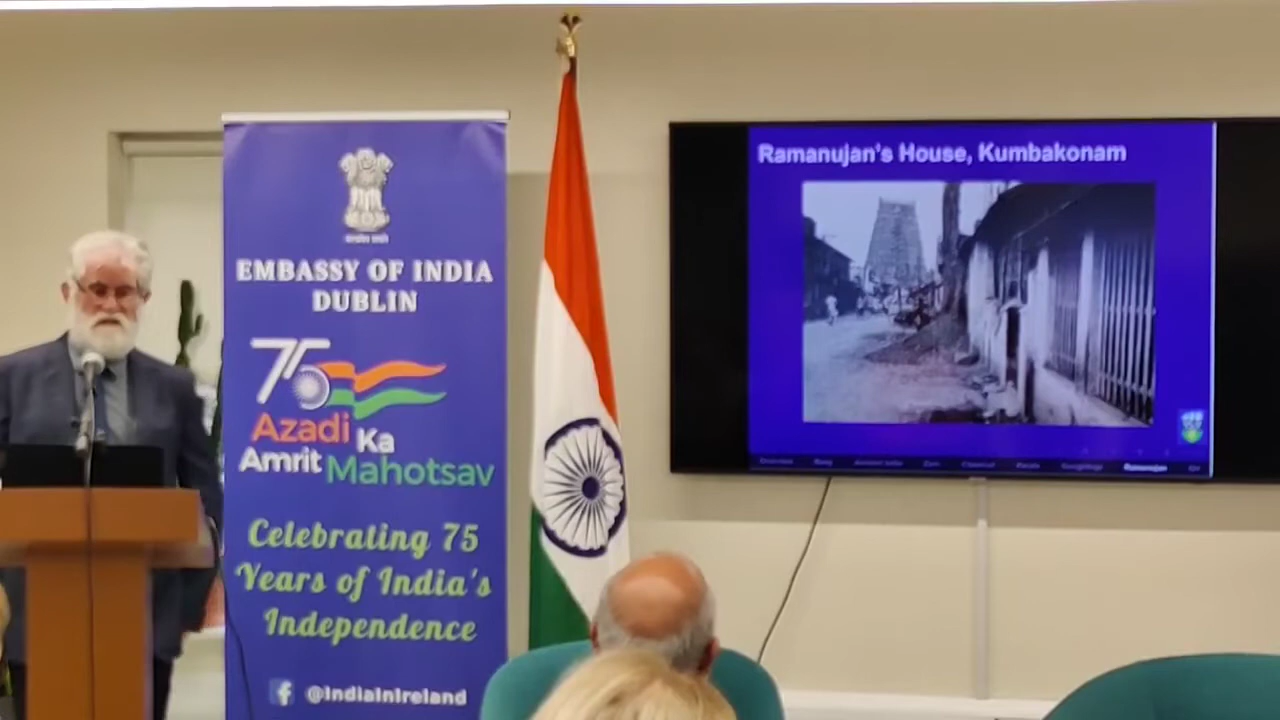 EMBASSY OF INDIA
DUBLIN
75
Azadi Ka
Amrit Mahotsav
Celebrating 75
Years of India's
Independence
f @IndiaInIreland
Ramanujan's House, Kumbakonam
Ramanujan